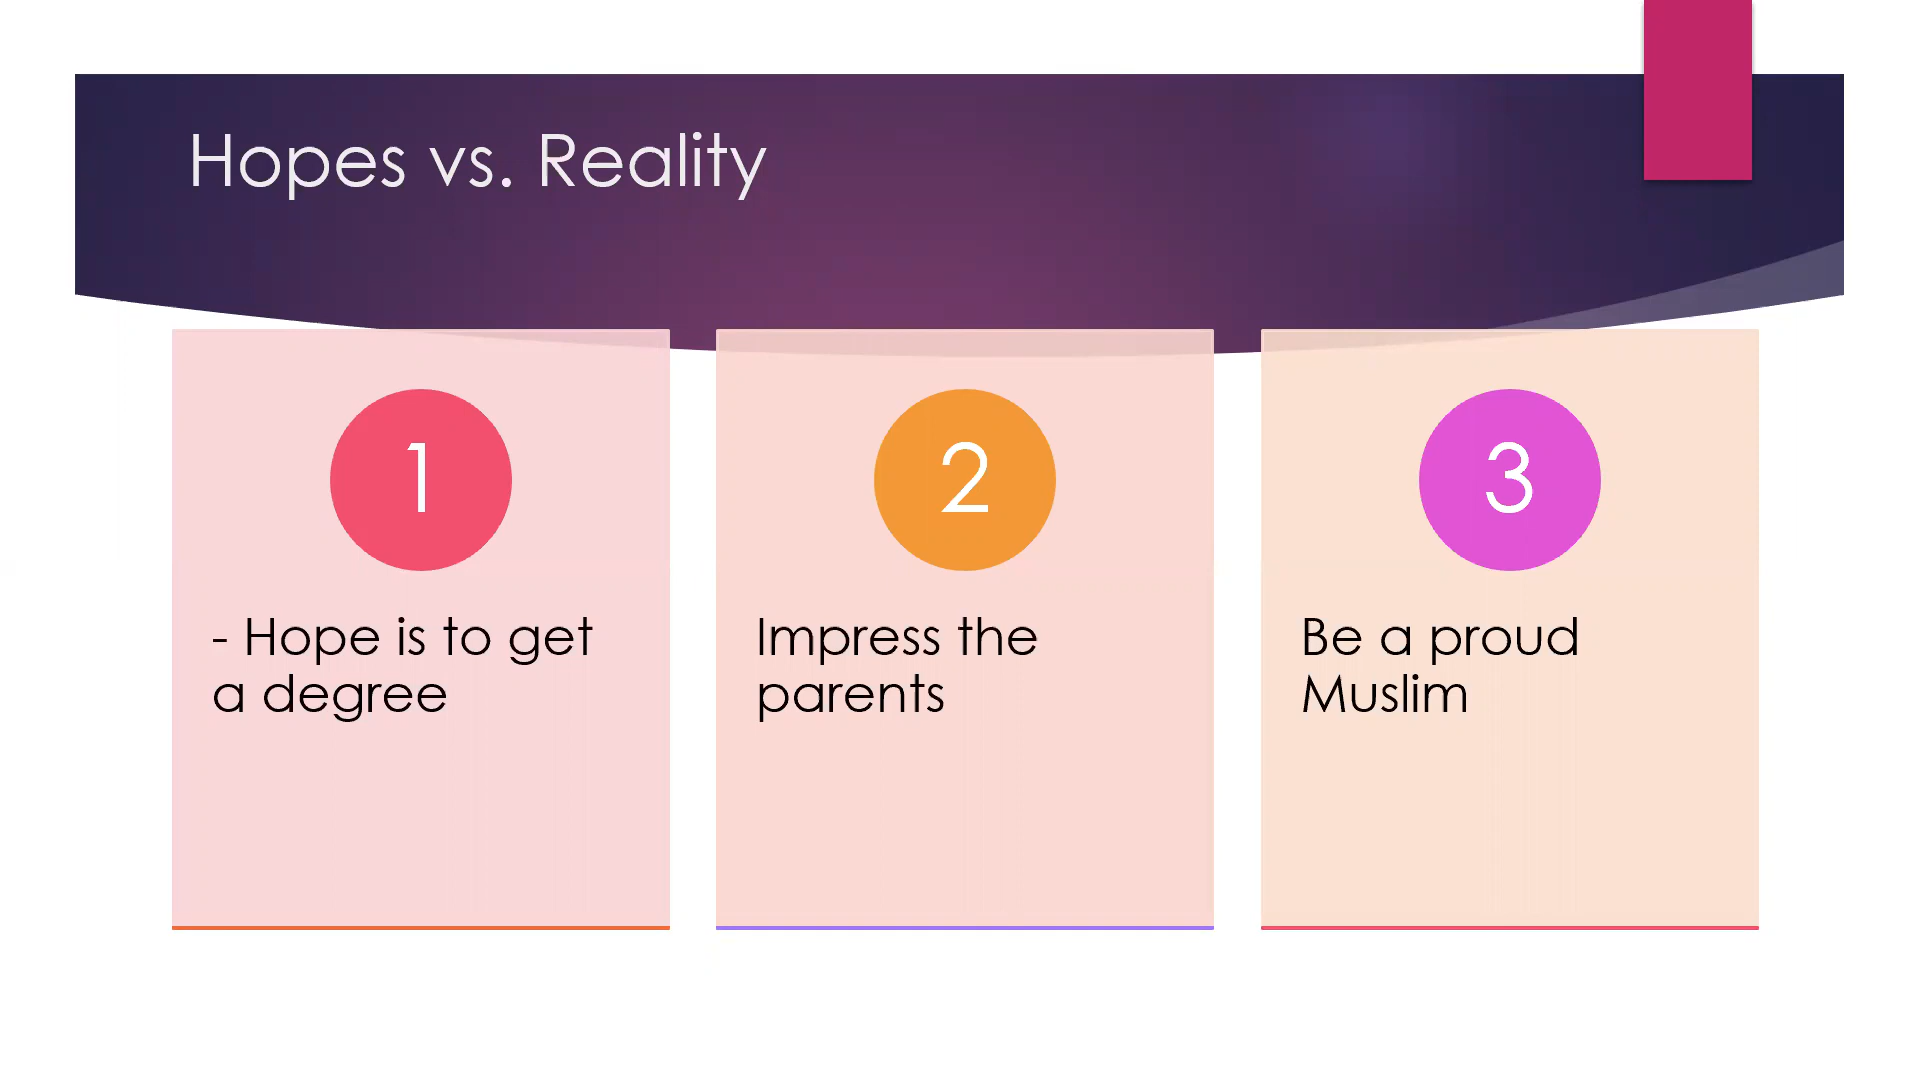 Hopes vs. Reality
1
- Hope is to get
a degree
2
Impress the
parents
3
Be a proud
Muslim